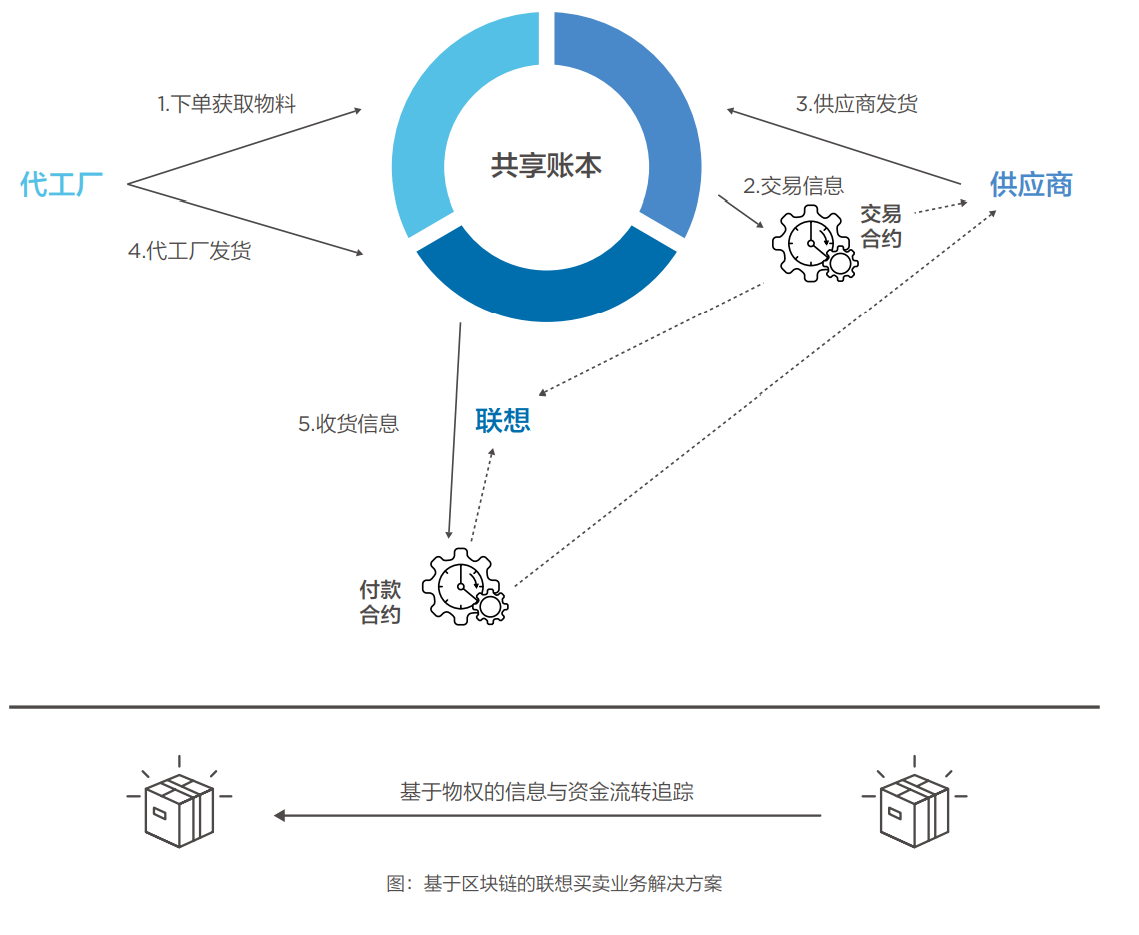 1.下单获取物料
3.供应商发货
共享账本
代工厂
2.交易信息
供应商
交易
合约
4.代工厂发货
5.收货信息
联想
付款
合约
基于物权的信息与资金流转追踪
图：基于区块链的联想买卖业务解决方案